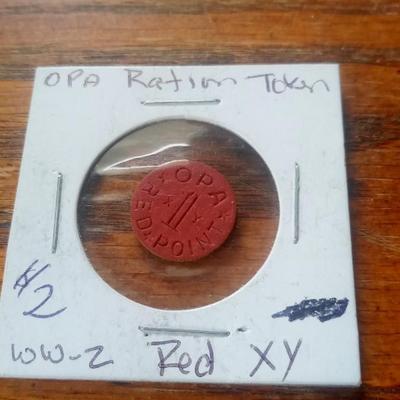 OPA Ration Token
OPA
1
RED POINT
$2
WW-2 Red XY